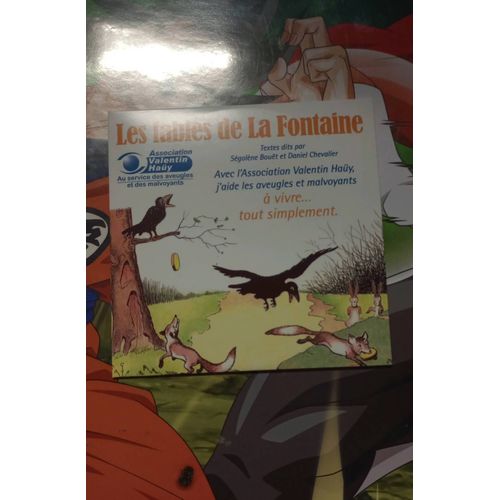 Les fables de La Fontaine
Association
Valentin
Haüy
Au service des aveugles
et des malvoyants
Textes dits par
Ségolène Bouët et Daniel Chevalier
Avec l'Association Valentin Haüy,
j'aide les aveugles et malvoyants
à vivre...
tout simplement.